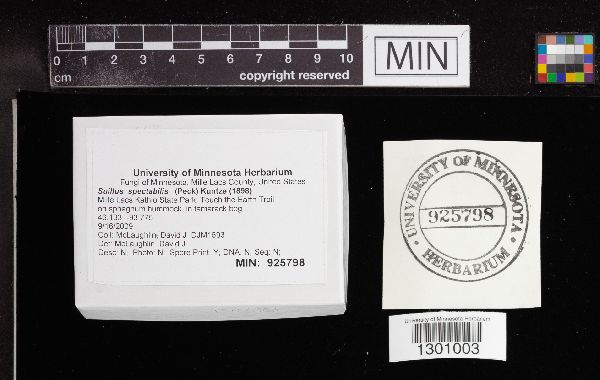 0 1 2 3 4 5 6 7 8 9 10
cm copyright reserved
MIN
University of Minnesota Herbarium
Fungi of Minnesota, Mille Lacs County, United States
Suillus spectabilis (Peck) Kuntze (1898)
Mille Lacs Kathio State Park, Touch the Earth Trail
on sphagnum hummock in tamarack bog
9/16/2009
Coll: McLaughlin, David J. DJM1693
Det: McLaughlin, David J.
Desc: N; Photo: N; Spore Print: Y; DNA: N; Seq: N;
MIN: 925798
UNIVERSITY OF MINNESOTA
925798
HERBARIUM
University of Minnesota Herbarium
1301003